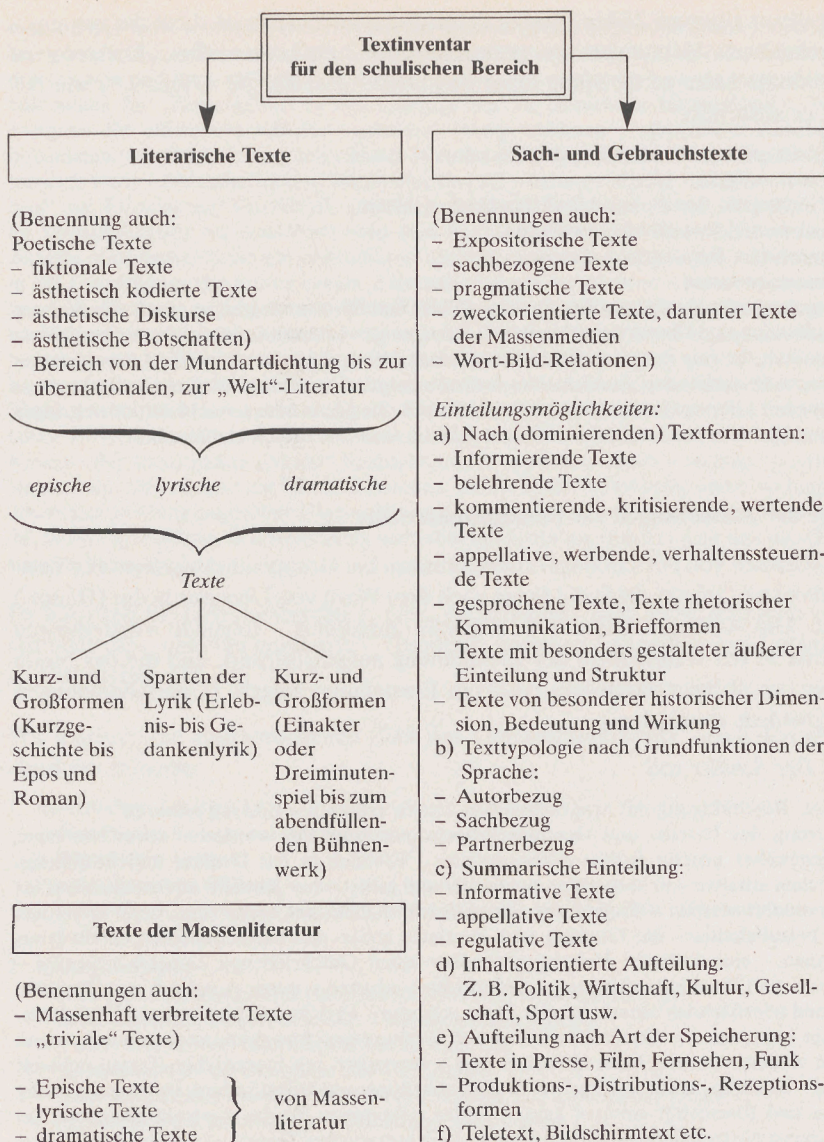 Textinventar
für den schulischen Bereich
Literarische Texte
(Benennung auch:
Poetische Texte
– fiktionale Texte
– ästhetisch kodierte Texte
– ästhetische Diskurse
– ästhetische Botschaften)
– Bereich von der Mundartdichtung bis zur
übernationalen, zur „Welt“-Literatur
epische lyrische dramatische
Texte
Kurz- und
Großformen
(Kurzge-
schichte bis
Epos und
Roman)
Sparten der
Lyrik (Erleb-
nis- bis Ge-
dankenlyrik)
Kurz- und
Großformen
(Einakter
oder
Dreiminuten-
spiel bis zum
abendfüllen-
den Bühnen-
werk)
Texte der Massenliteratur
(Benennungen auch:
– Massenhaft verbreitete Texte
– „triviale“ Texte)
– Epische Texte
– lyrische Texte
– dramatische Texte
von Massen-
literatur
Sach- und Gebrauchstexte
(Benennungen auch:
– Expositorische Texte
– sachbezogene Texte
– pragmatische Texte
– zweckorientierte Texte, darunter Texte
der Massenmedien
– Wort-Bild-Relationen)
Einteilungsmöglichkeiten:
a) Nach (dominierenden) Textformanten:
– Informierende Texte
– belehrende Texte
– kommentierende, kritisierende, wertende
Texte
– appellative, werbende, verhaltenssteuern-
de Texte
– gesprochene Texte, Texte rhetorischer
Kommunikation, Briefformen
– Texte mit besonders gestalteter äußerer
Einteilung und Struktur
– Texte von besonderer historischer Dimen-
sion, Bedeutung und Wirkung
b) Texttypologie nach Grundfunktionen der
Sprache:
– Autorbezug
– Sachbezug
– Partnerbezug
c) Summarische Einteilung:
– Informative Texte
– appellative Texte
– regulative Texte
d) Inhaltsorientierte Aufteilung:
Z. B. Politik, Wirtschaft, Kultur, Gesell-
schaft, Sport usw.
e) Aufteilung nach Art der Speicherung:
– Texte in Presse, Film, Fernsehen, Funk
– Produktions-, Distributions-, Rezeptions-
formen
f) Teletext, Bildschirmtext etc.